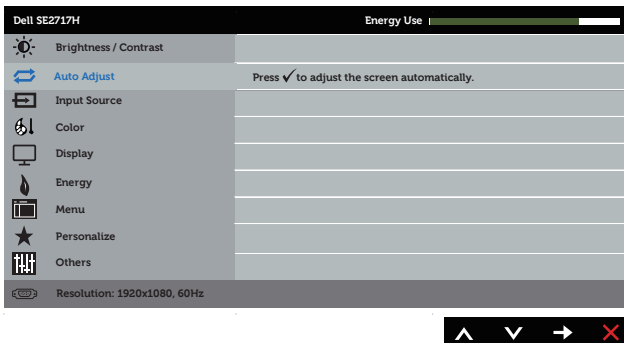 Dell SE2717H
Energy Use
Brightness / Contrast
Auto Adjust
Press ✓ to adjust the screen automatically.
Input Source
Color
Display
Energy
Menu
Personalize
Others
Resolution: 1920x1080, 60Hz